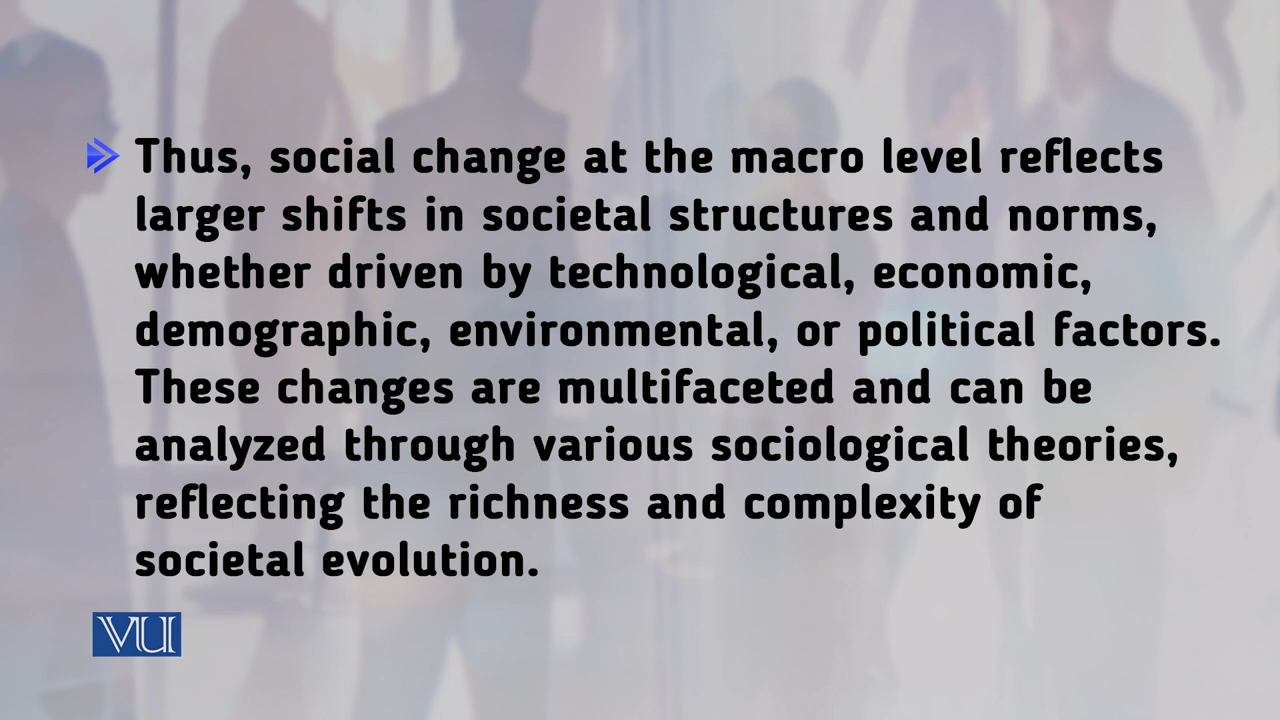 Thus, social change at the macro level reflects
larger shifts in societal structures and norms,
whether driven by technological, economic,
demographic, environmental, or political factors.
These changes are multifaceted and can be
analyzed through various sociological theories,
reflecting the richness and complexity of
societal evolution.
VU